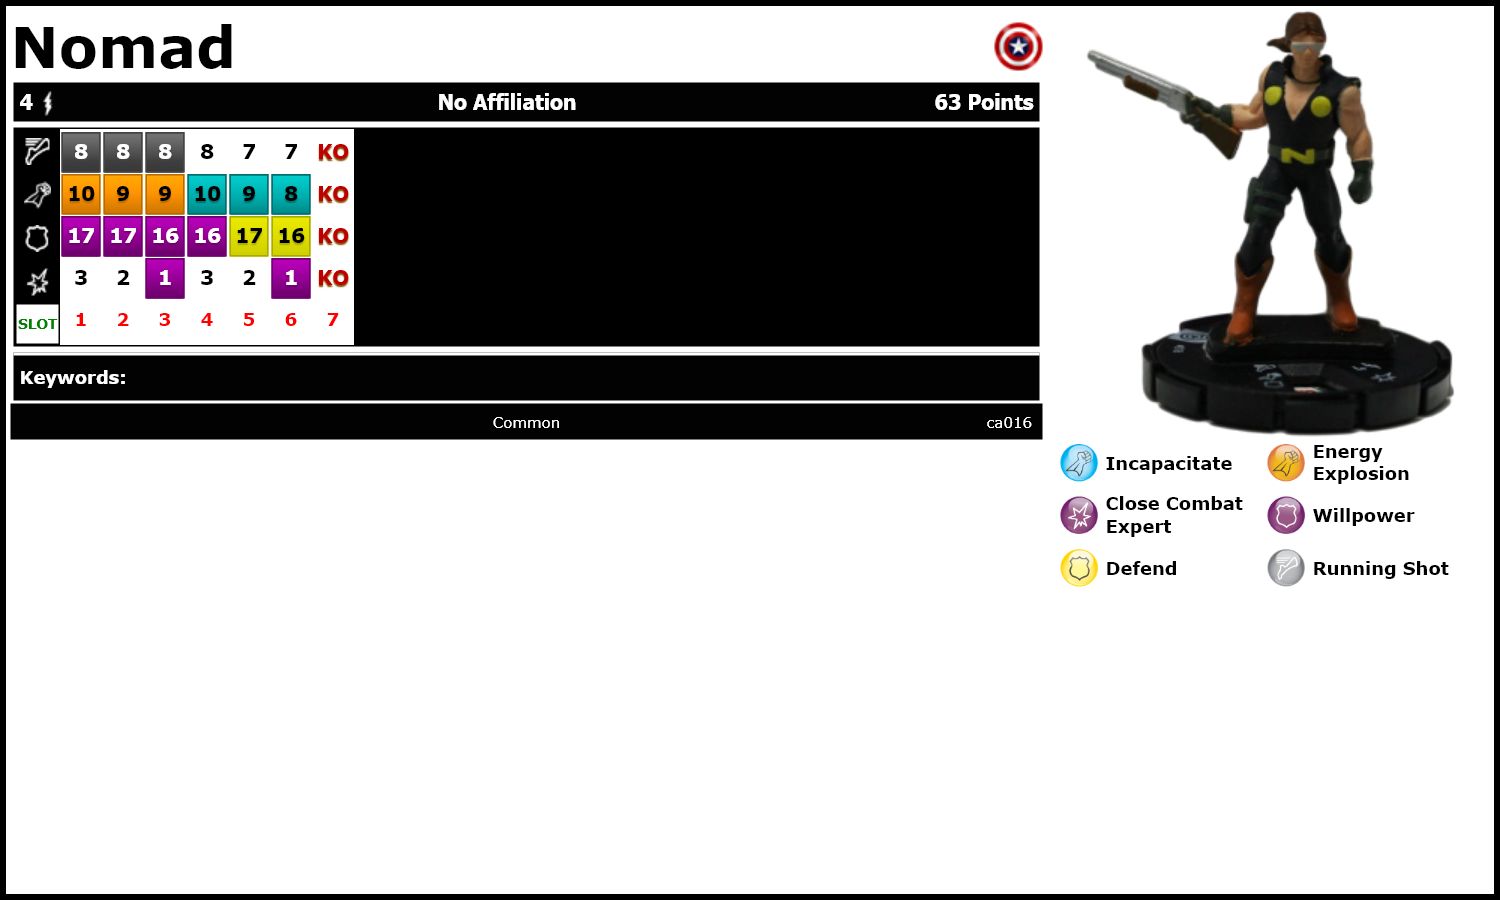 Nomad
4 No Affiliation 63 Points
8 8 8 8 7 7 KO
10 9 9 10 9 8 KO
17 17 16 16 17 16 KO
3 2 1 3 2 1 KO
SLOT 1 2 3 4 5 6 7
Keywords:
Common ca016
N
Incapacitate
Energy
Explosion
Close Combat
Expert
Willpower
Defend
Running Shot